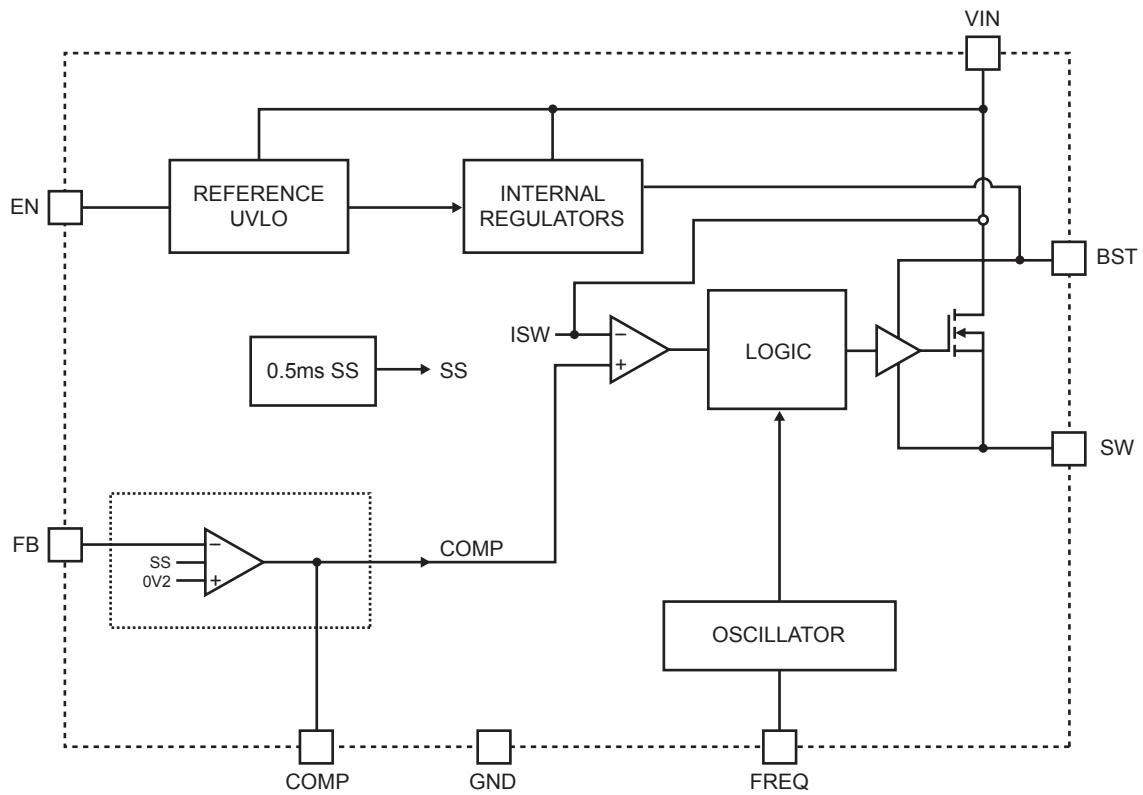 VIN
EN
REFERENCE
UVLO
INTERNAL
REGULATORS
BST
ISW
−
+
LOGIC
0.5ms SS
SS
SW
FB
−
SS
0V2
+
COMP
OSCILLATOR
COMP
GND
FREQ